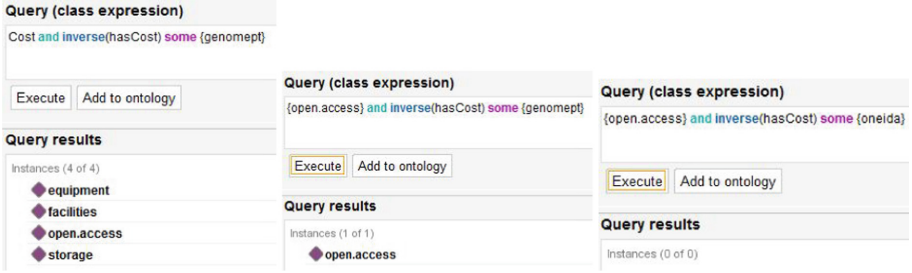 Query (class expression)
Cost and inverse(hasCost) some {genomept}
Execute Add to ontology
Query results
Instances (4 of 4)
equipment
facilities
open.access
storage
Query (class expression)
{open.access} and inverse(hasCost) some {genomept}
Execute Add to ontology
Query results
Instances (1 of 1)
open.access
Query (class expression)
{open.access} and inverse(hasCost) some {oneida}
Execute Add to ontology
Query results
Instances (0 of 0)